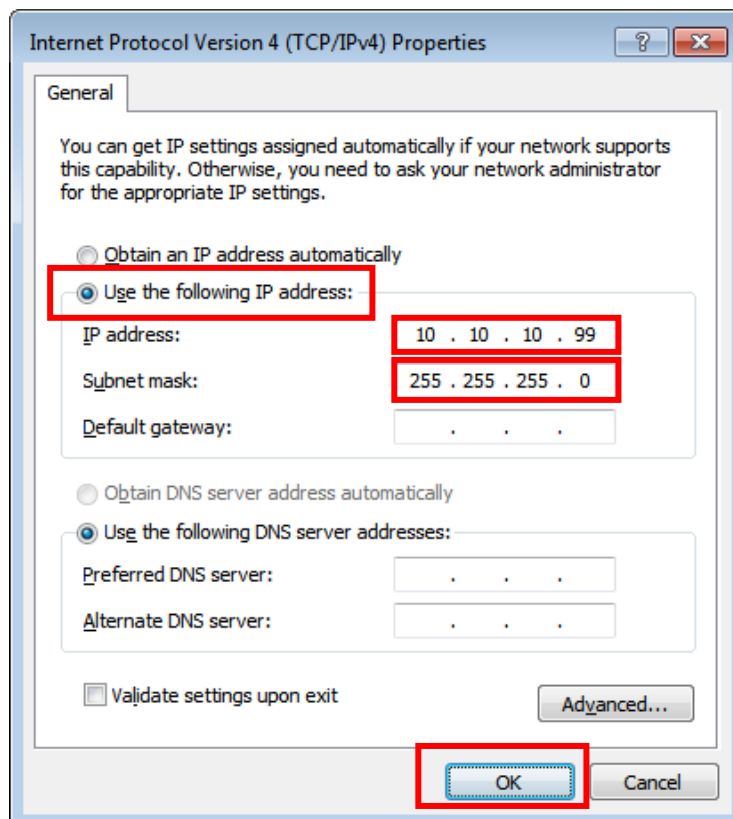 Internet Protocol Version 4 (TCP/IPv4) Properties
General
You can get IP settings assigned automatically if your network supports
this capability. Otherwise, you need to ask your network administrator
for the appropriate IP settings.
Obtain an IP address automatically
Use the following IP address:
IP address: 10 . 10 . 10 . 99
Subnet mask: 255 . 255 . 255 . 0
Default gateway: . . .
Obtain DNS server address automatically
Use the following DNS server addresses:
Preferred DNS server: . . .
Alternate DNS server: . . .
Validate settings upon exit
Advanced...
OK Cancel